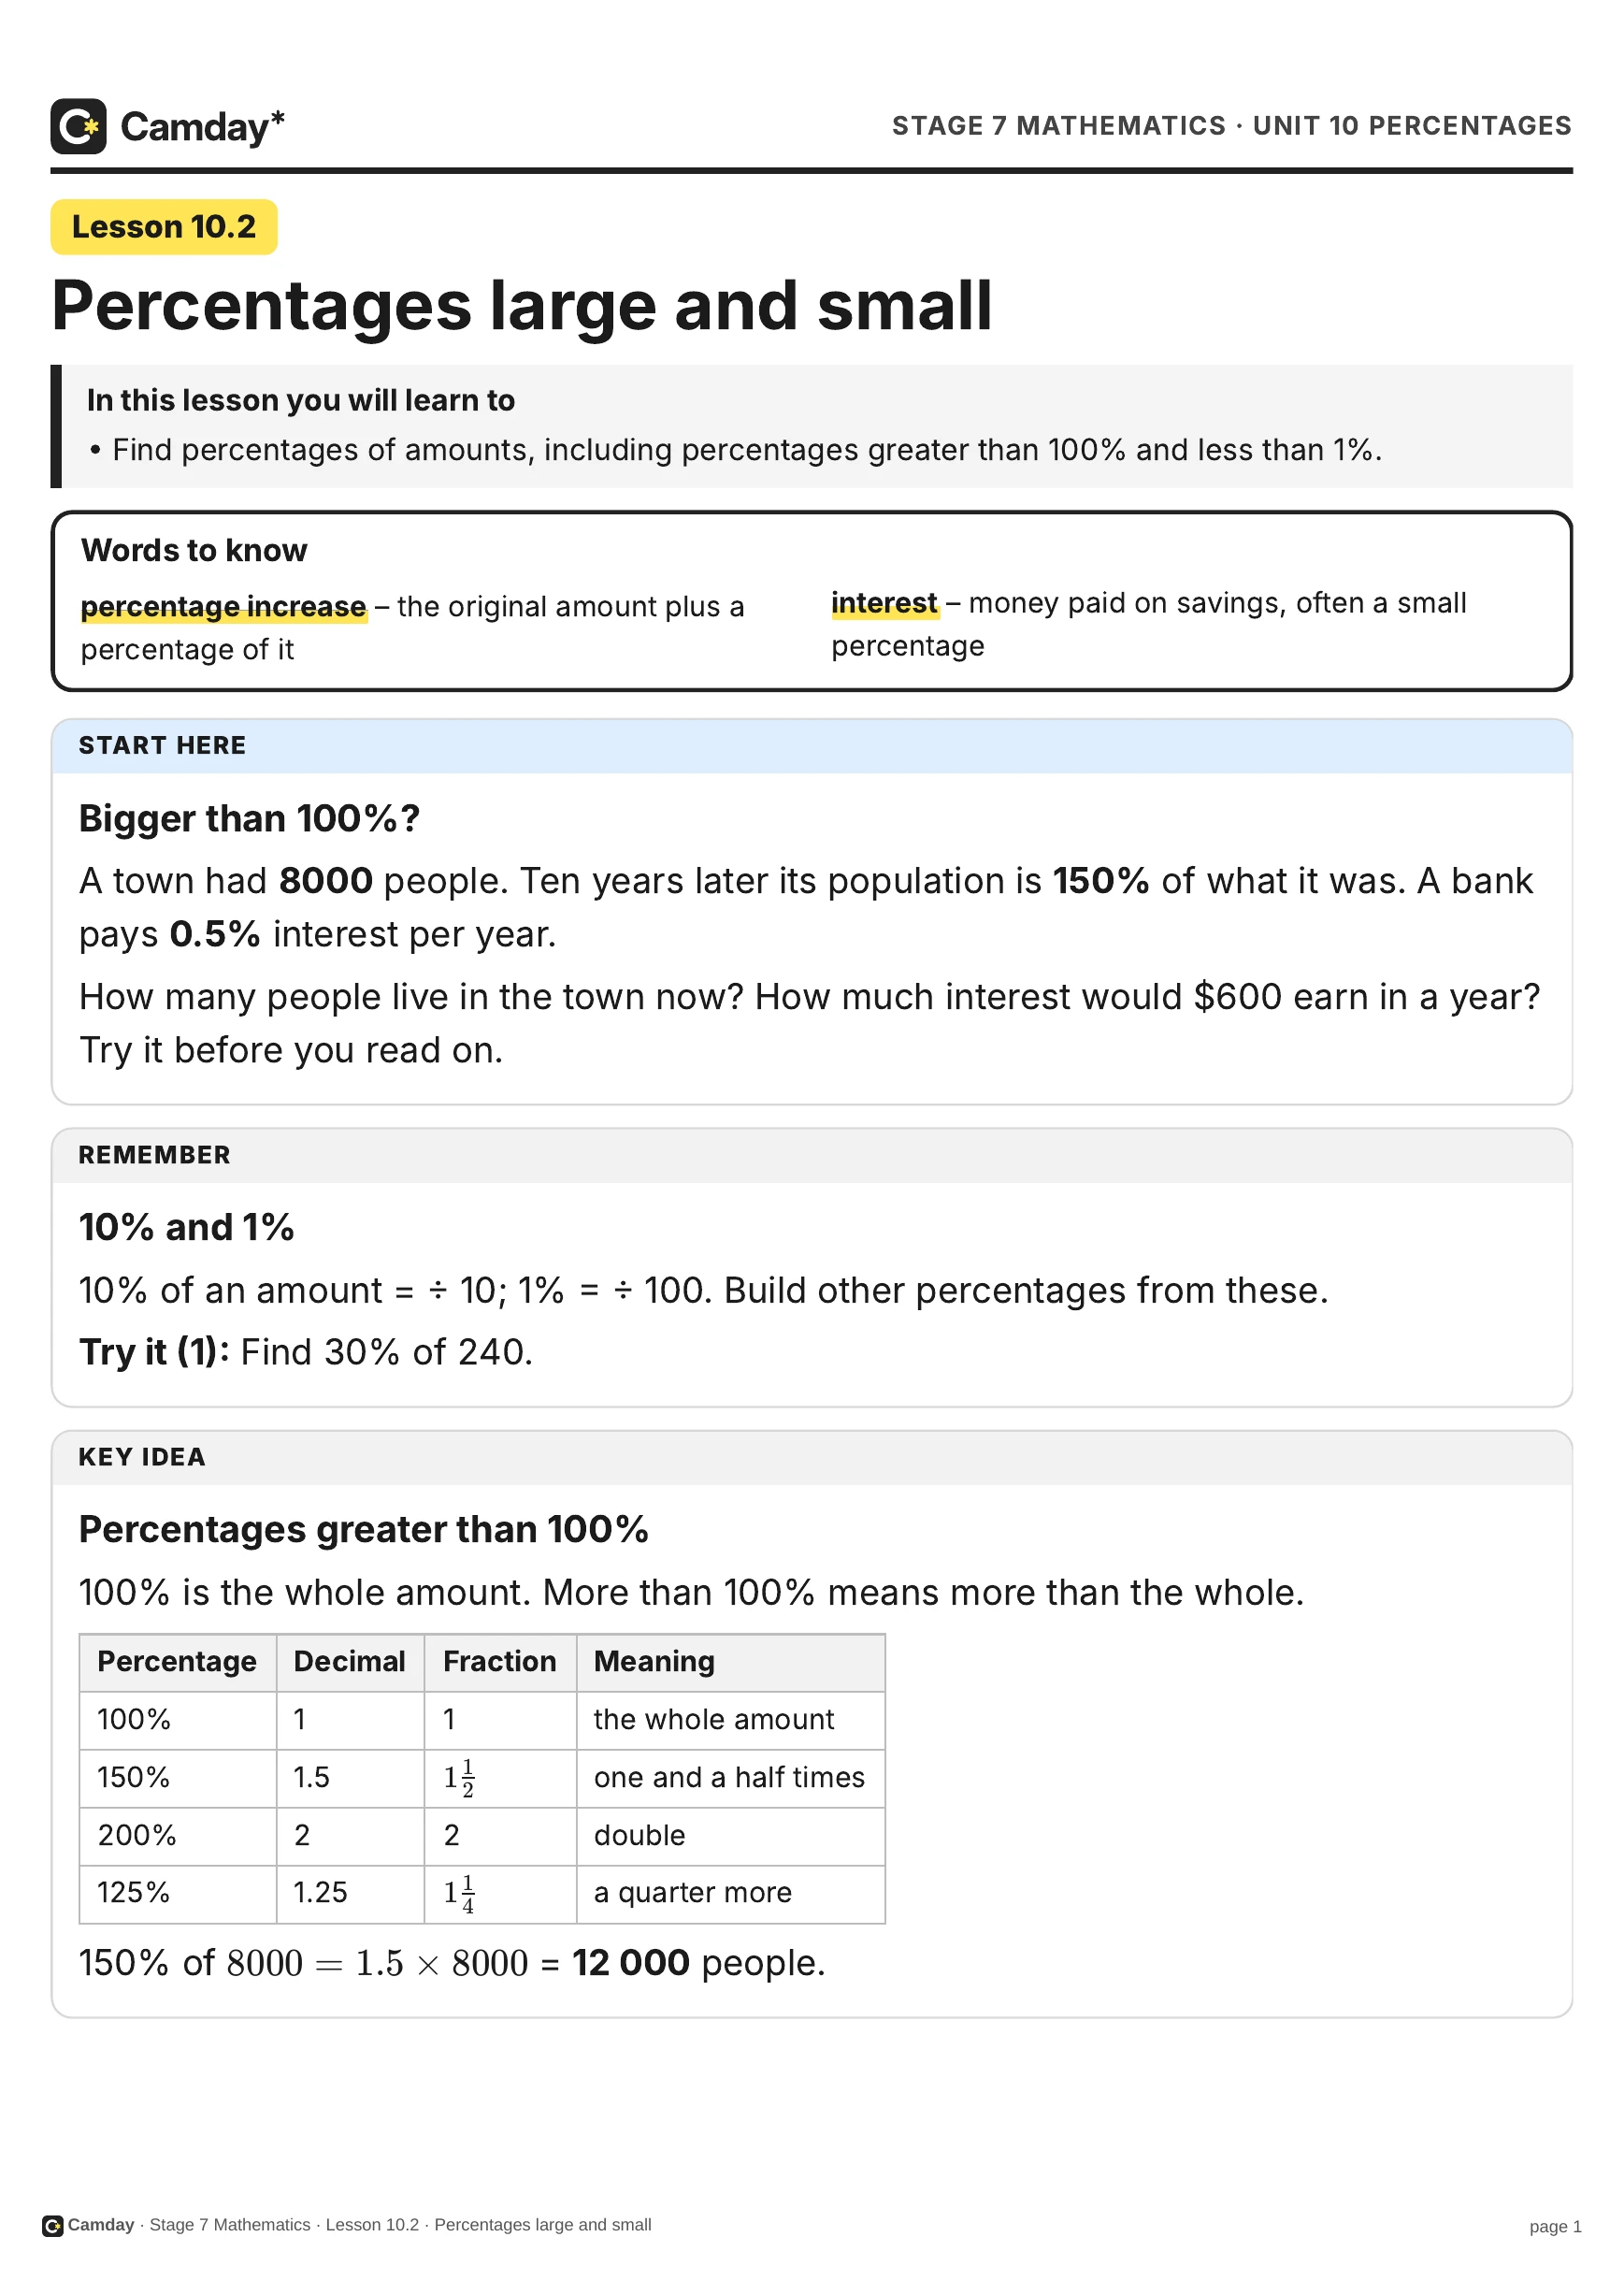 Camday*
STAGE 7 MATHEMATICS · UNIT 10 PERCENTAGES
Lesson 10.2
Percentages large and small
In this lesson you will learn to
• Find percentages of amounts, including percentages greater than 100% and less than 1%.
Words to know
percentage increase – the original amount plus a
percentage of it
interest – money paid on savings, often a small
percentage
START HERE
Bigger than 100%?
A town had 8000 people. Ten years later its population is 150% of what it was. A bank
pays 0.5% interest per year.
How many people live in the town now? How much interest would $600 earn in a year?
Try it before you read on.
REMEMBER
10% and 1%
10% of an amount = ÷ 10; 1% = ÷ 100. Build other percentages from these.
Try it (1): Find 30% of 240.
KEY IDEA
Percentages greater than 100%
100% is the whole amount. More than 100% means more than the whole.
Percentage Decimal Fraction Meaning
100% 1 1 the whole amount
150% 1.5 1 1/2 one and a half times
200% 2 2 double
125% 1.25 1 1/4 a quarter more
150% of 8000 = 1.5 × 8000 = 12 000 people.
Camday · Stage 7 Mathematics · Lesson 10.2 · Percentages large and small
page 1